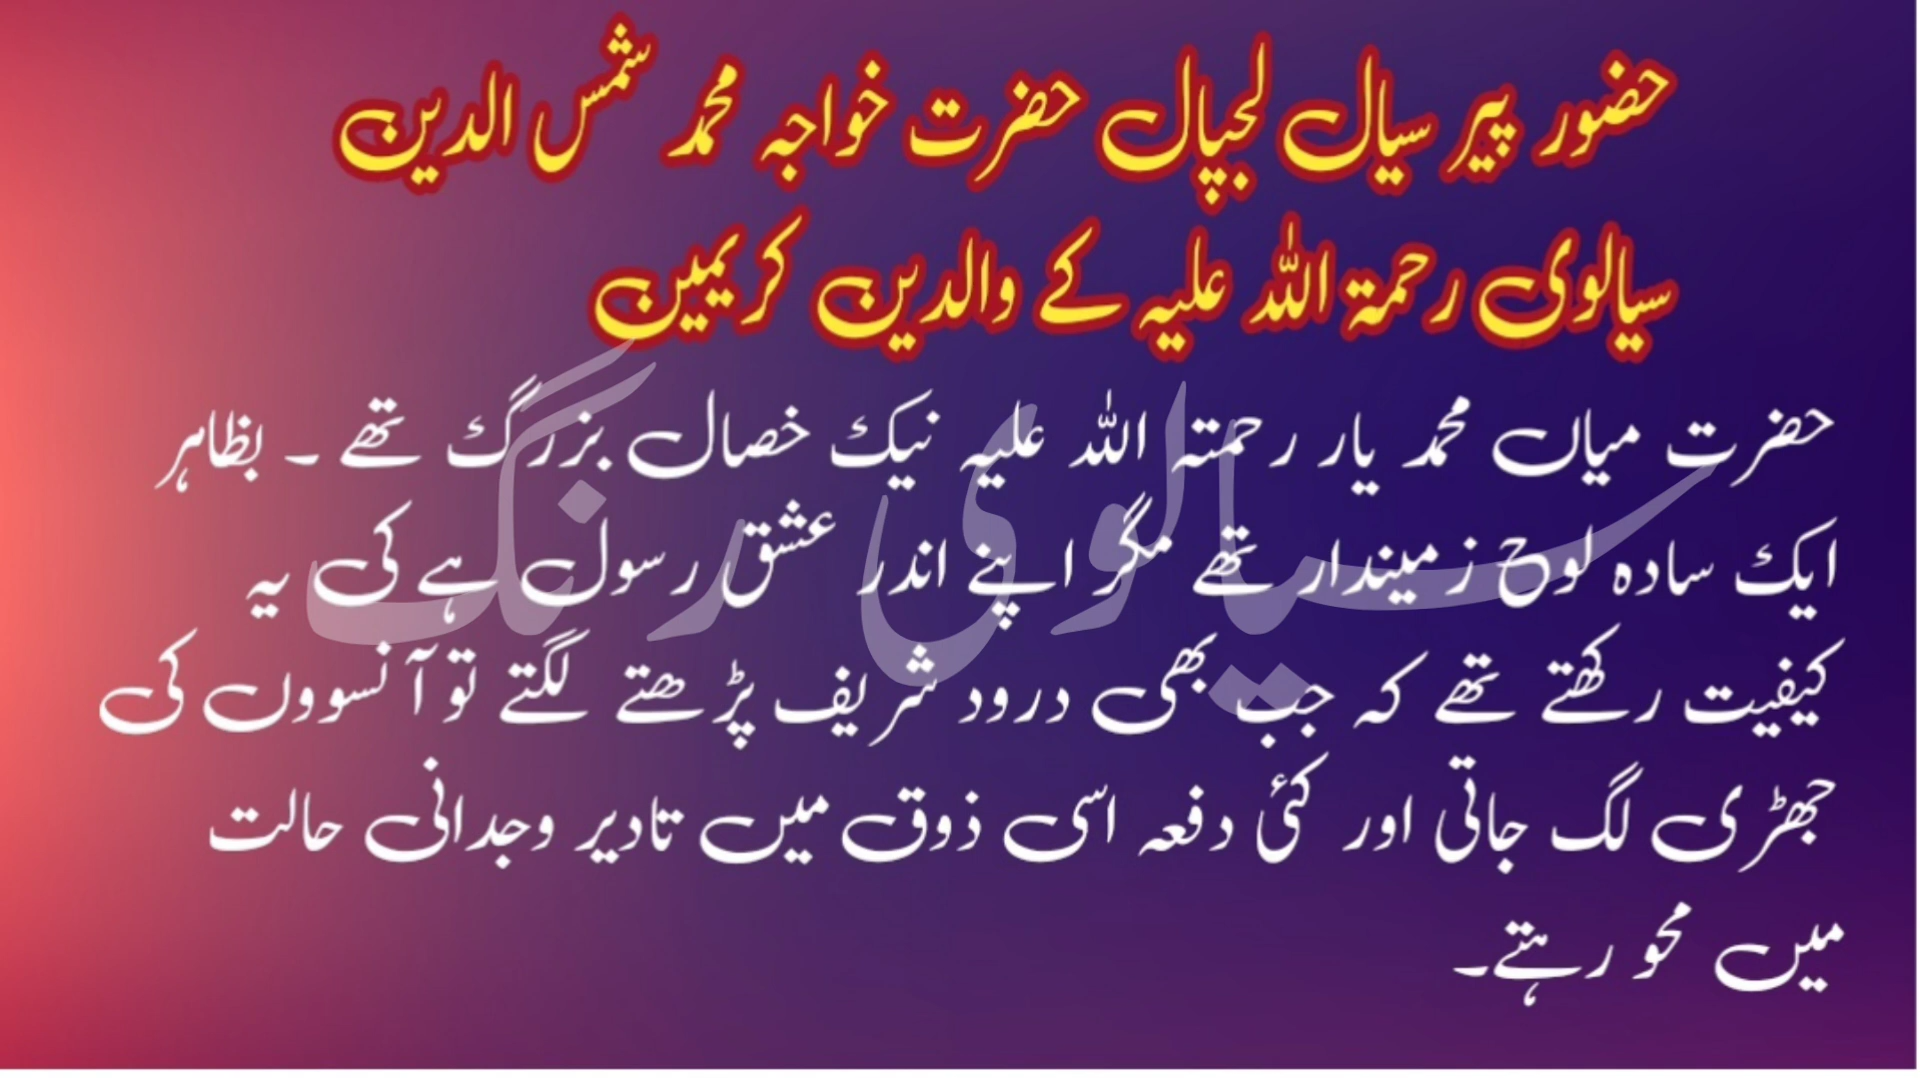 حضور پیر سیال لجپال حضرت خواجہ محمد شمس الدین
سیالوی رحمۃ اللہ علیہ کے والدین کریمین
حضرت میاں محمد یار رحمتہ اللہ علیہ نیک خصال بزرگ تھے ۔ بظاہر
ایک سادہ لوح زمیندار تھے مگر اپنے اندر عشق رسول ہے کی یہ
کیفیت رکھتے تھے کہ جب بھی درود شریف پڑھتے لگتے تو آنسووں کی
جھڑی لگ جاتی اور کئی دفعہ اسی ذوق میں تادیر وجدانی حالت
میں محو رہتے۔
سیالوی رنگ